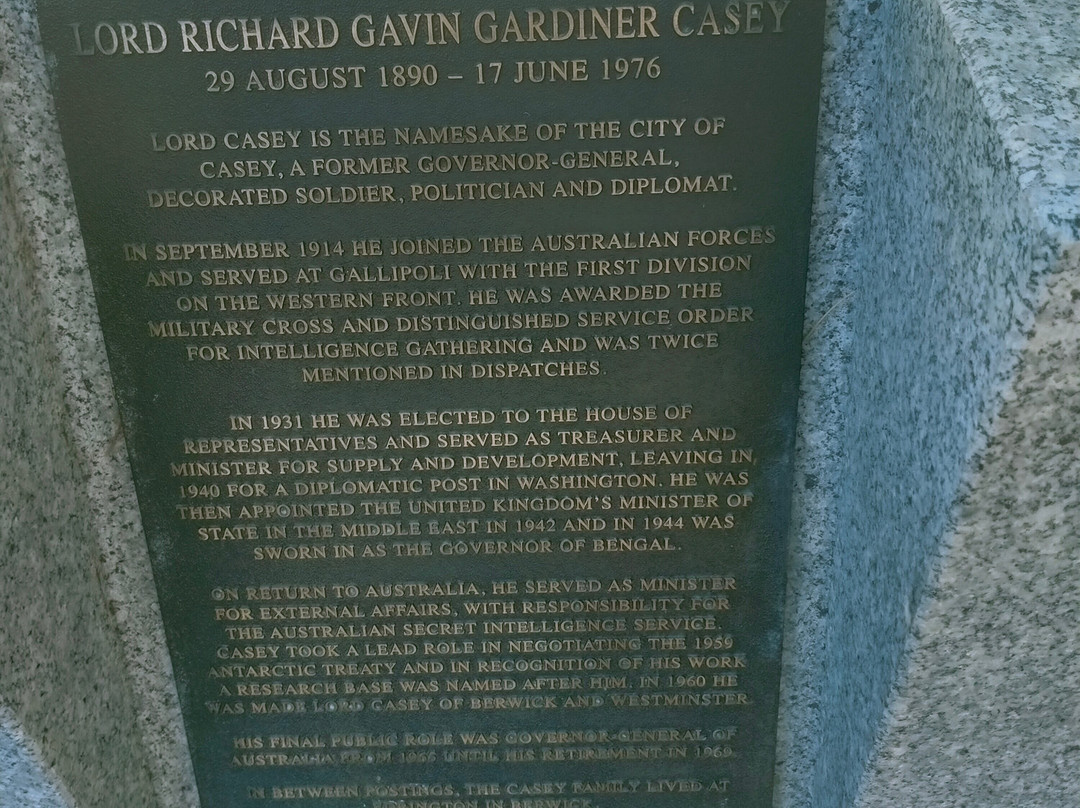 LORD RICHARD GAVIN GARDINER CASEY
29 AUGUST 1890 – 17 JUNE 1976
LORD CASEY IS THE NAMESAKE OF THE CITY OF
CASEY, A FORMER GOVERNOR-GENERAL,
DECORATED SOLDIER, POLITICIAN AND DIPLOMAT.
IN SEPTEMBER 1914 HE JOINED THE AUSTRALIAN FORCES
AND SERVED AT GALLIPOLI WITH THE FIRST DIVISION
ON THE WESTERN FRONT. HE WAS AWARDED THE
MILITARY CROSS AND DISTINGUISHED SERVICE ORDER
FOR INTELLIGENCE GATHERING AND WAS TWICE
MENTIONED IN DISPATCHES.
IN 1931 HE WAS ELECTED TO THE HOUSE OF
REPRESENTATIVES AND SERVED AS TREASURER AND
MINISTER FOR SUPPLY AND DEVELOPMENT, LEAVING IN
1940 FOR A DIPLOMATIC POST IN WASHINGTON. HE WAS
THEN APPOINTED THE UNITED KINGDOM'S MINISTER OF
STATE IN THE MIDDLE EAST IN 1942 AND IN 1944 WAS
SWORN IN AS THE GOVERNOR OF BENGAL.
ON RETURN TO AUSTRALIA, HE SERVED AS MINISTER
FOR EXTERNAL AFFAIRS, WITH RESPONSIBILITY FOR
THE AUSTRALIAN SECRET INTELLIGENCE SERVICE.
CASEY TOOK A LEAD ROLE IN NEGOTIATING THE 1959
ANTARCTIC TREATY AND IN RECOGNITION OF HIS WORK
A RESEARCH BASE WAS NAMED AFTER HIM. IN 1960 HE
WAS MADE LORD CASEY OF BERWICK AND WESTMINSTER.
HIS FINAL PUBLIC ROLE WAS GOVERNOR-GENERAL OF
AUSTRALIA FROM UNTIL HIS RETIREMENT IN 1969.
IN BETWEEN POSTINGS, THE CASEY FAMILY LIVED AT
IN BERWICK.